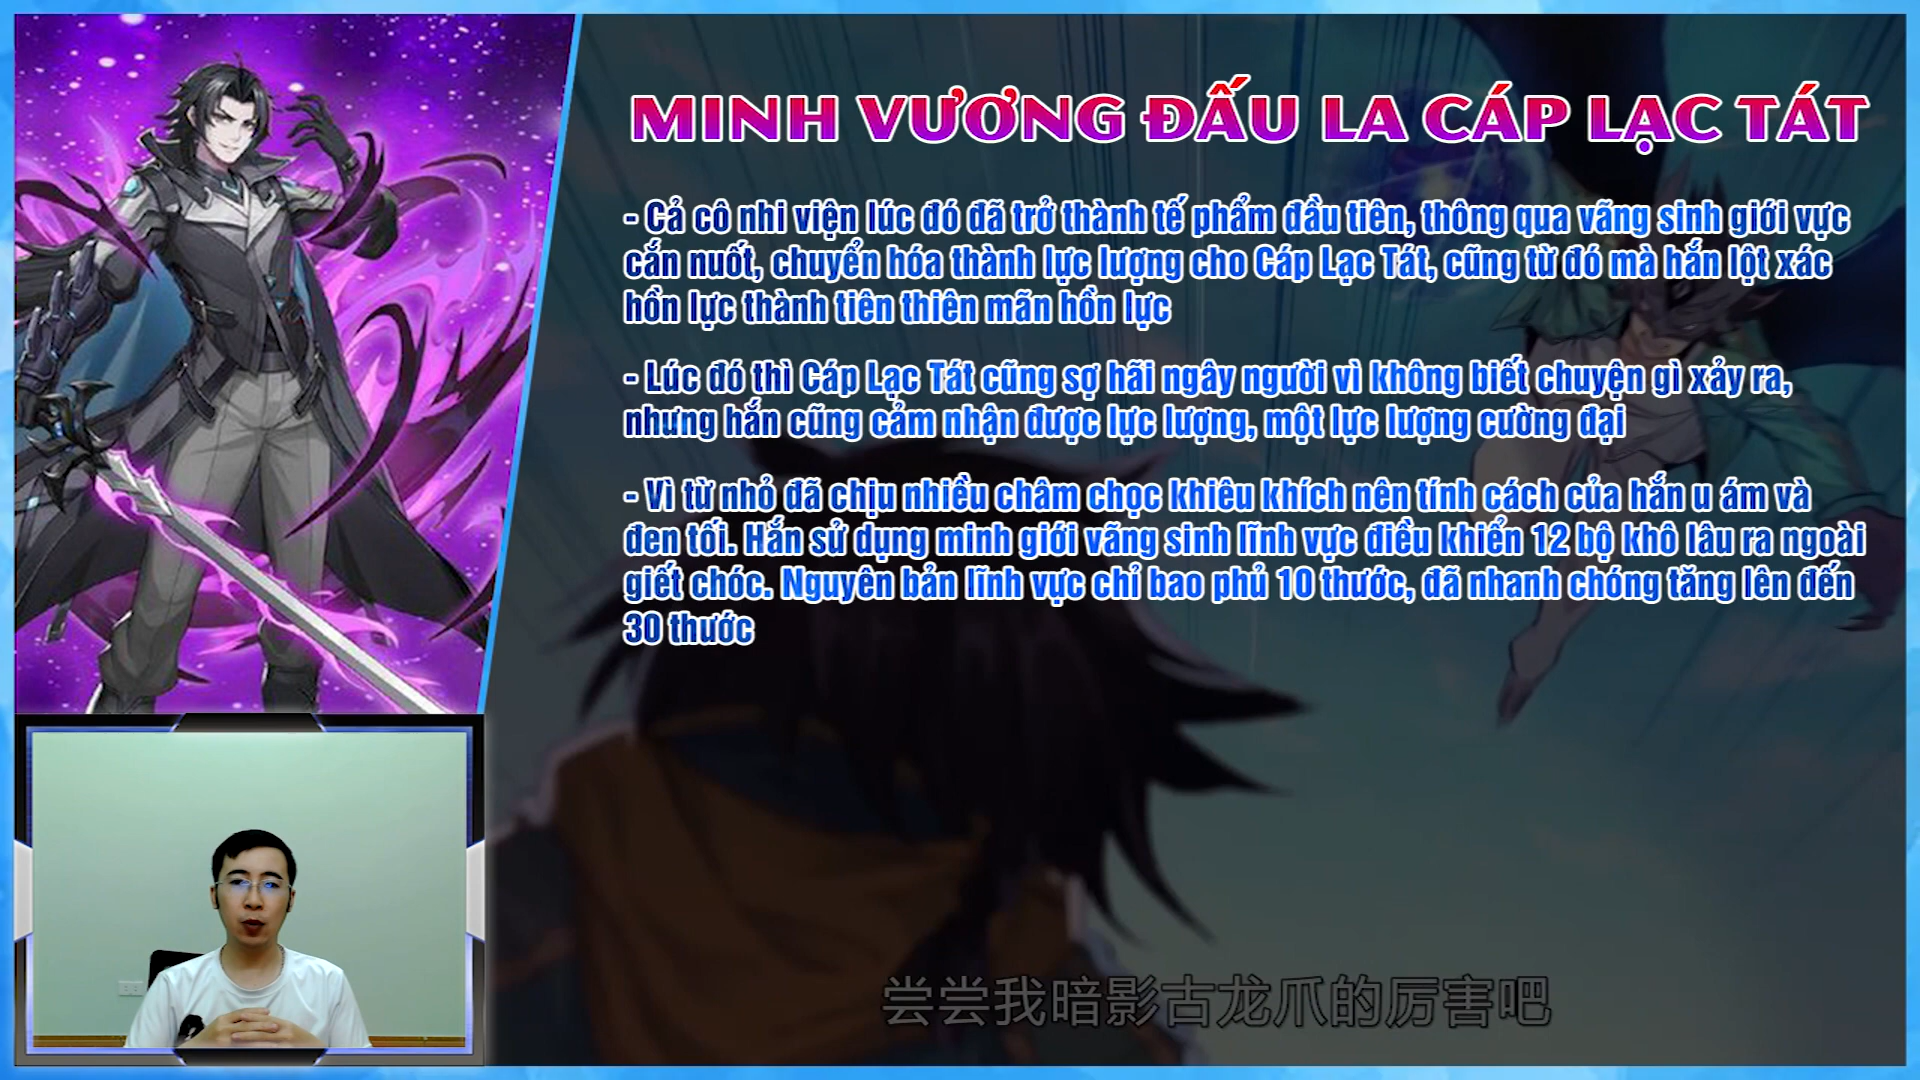 MINH VƯƠNG ĐẤU LA CÁP LẠC TÁT
- Cả cô nhi viện lúc đó đã trở thành tế phẩm đầu tiên, thông qua vãng sinh giới vực
cắn nuốt, chuyển hóa thành lực lượng cho Cáp Lạc Tát, cũng từ đó mà hắn lột xác
hồn lực thành tiên thiên mãn hồn lực
- Lúc đó thì Cáp Lạc Tát cũng sợ hãi ngây người vì không biết chuyện gì xảy ra,
nhưng hắn cũng cảm nhận được lực lượng, một lực lượng cường đại
- Vì từ nhỏ đã chịu nhiều châm chọc khiêu khích nên tính cách của hắn u ám và
đen tối. Hắn sử dụng minh giới vãng sinh lĩnh vực điều khiển 12 bộ khô lâu ra ngoài
giết chóc. Nguyên bản lĩnh vực chỉ bao phủ 10 thước, đã nhanh chóng tăng lên đến
30 thước
尝尝我暗影古龙爪的厉害吧